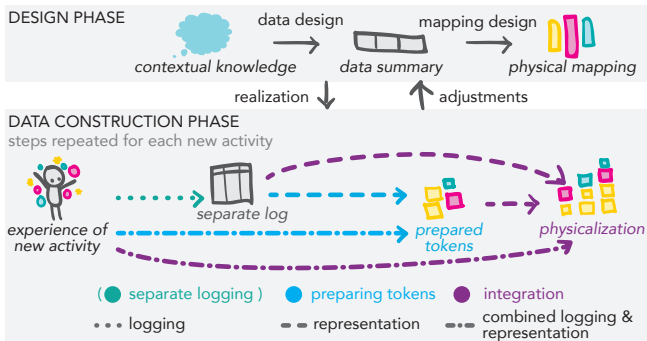 DESIGN PHASE
data design
mapping design
contextual knowledge
data summary
physical mapping
realization
adjustments
DATA CONSTRUCTION PHASE
steps repeated for each new activity
separate log
experience of
new activity
prepared
tokens
physicalization
( separate logging )
preparing tokens
integration
logging
representation
combined logging &
representation